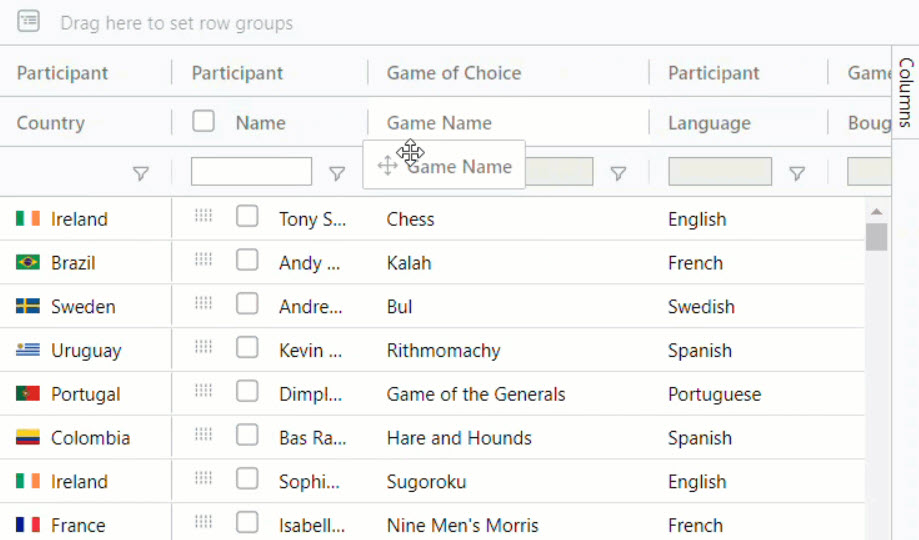 Drag here to set row groups
Participant Participant Game of Choice Participant Game
Columns
Country Name Game Name Language Boug
Game Name
Ireland Tony S... Chess English
Brazil Andy ... Kalah French
Sweden Andre... Bul Swedish
Uruguay Kevin ... Rithmomachy Spanish
Portugal Dimpl... Game of the Generals Portuguese
Colombia Bas Ra... Hare and Hounds Spanish
Ireland Sophi... Sugoroku English
France Isabell... Nine Men's Morris French